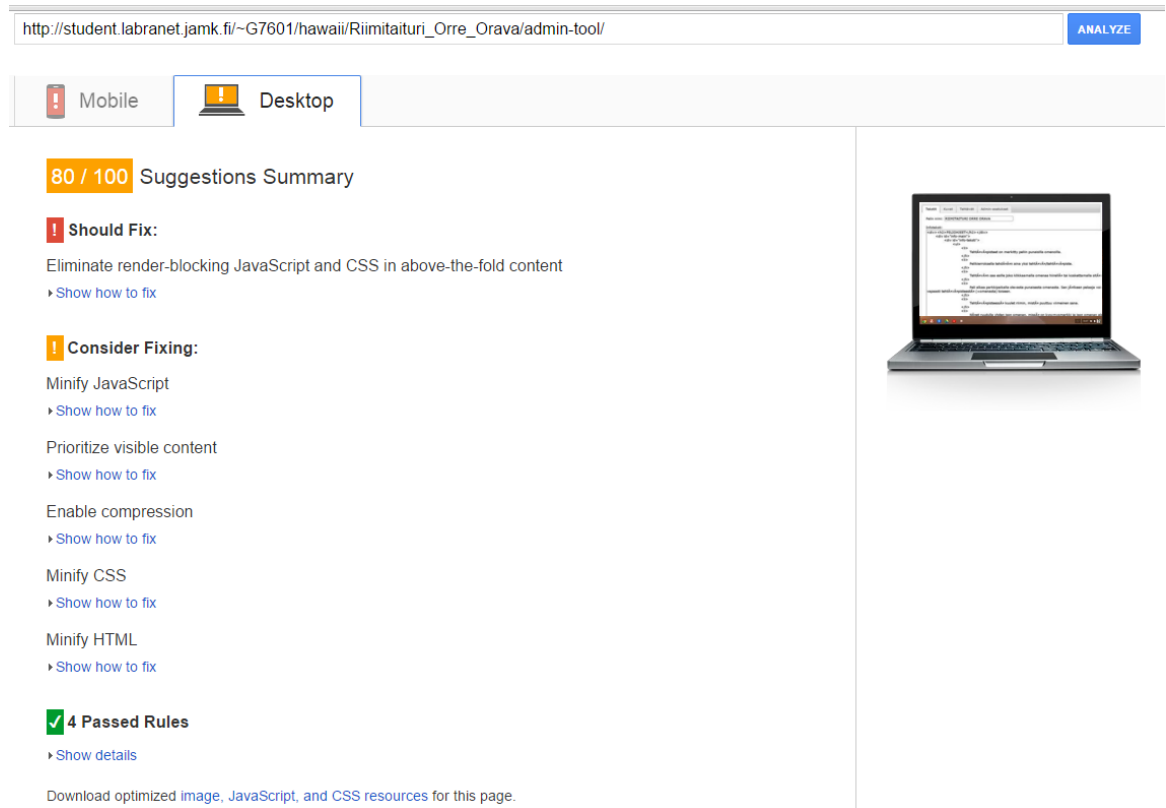 http://student.labranet.jamk.fi/~G7601/hawaii/Riimitaituri_Orre_Orava/admin-tool/
ANALYZE
Mobile
Desktop
80 / 100 Suggestions Summary
Should Fix:
Eliminate render-blocking JavaScript and CSS in above-the-fold content
Show how to fix
Consider Fixing:
Minify JavaScript
Show how to fix
Prioritize visible content
Show how to fix
Enable compression
Show how to fix
Minify CSS
Show how to fix
Minify HTML
Show how to fix
4 Passed Rules
Show details
Download optimized image, JavaScript, and CSS resources for this page.